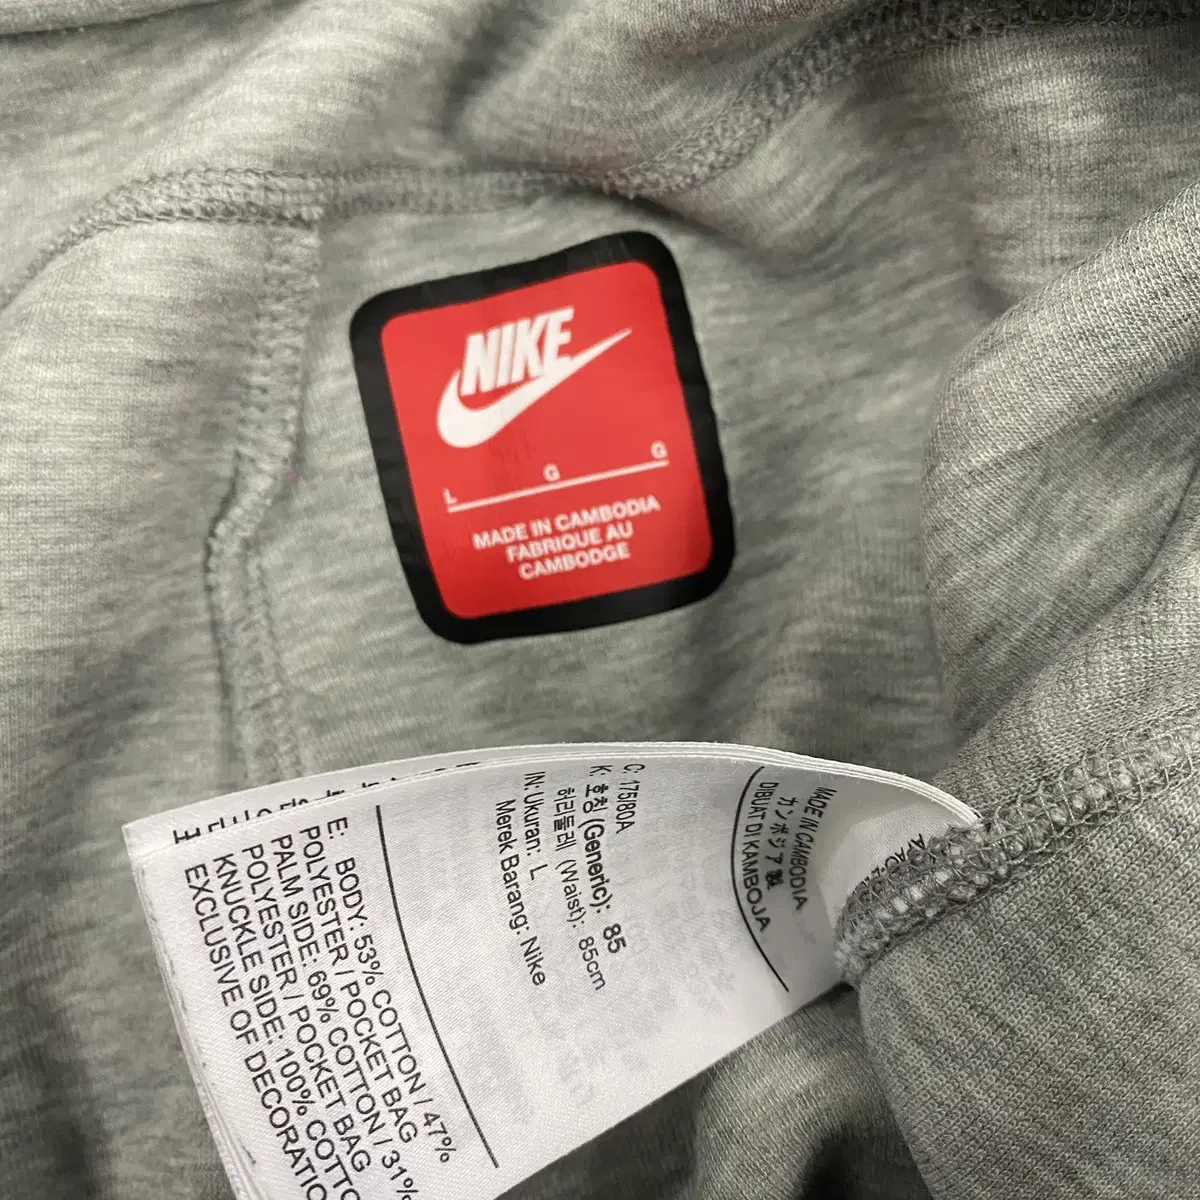 NIKE
L G G
MADE IN CAMBODIA
FABRIQUE AU
CAMBODGE
MADE IN CAMBODIA
カンボジア製
DIBUAT DI KAMBOJA
C: 175/80A
K: 호칭 (Generic): 85
허리둘레 (Waist): 85cm
IN: Ukuran: L
Merek Barang: Nike
E: BODY: 53% COTTON / 47%
POLYESTER / POCKET BAG
PALM SIDE: 69% COTTON / 31%
POLYESTER / POCKET BAG
KNUCKLE SIDE: 100% COTT
EXCLUSIVE OF DECORATIO